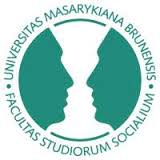 UNIVERSITAS MASARYKIANA BRUNENSIS
• FACULTAS STUDIORUM SOCIALIUM •